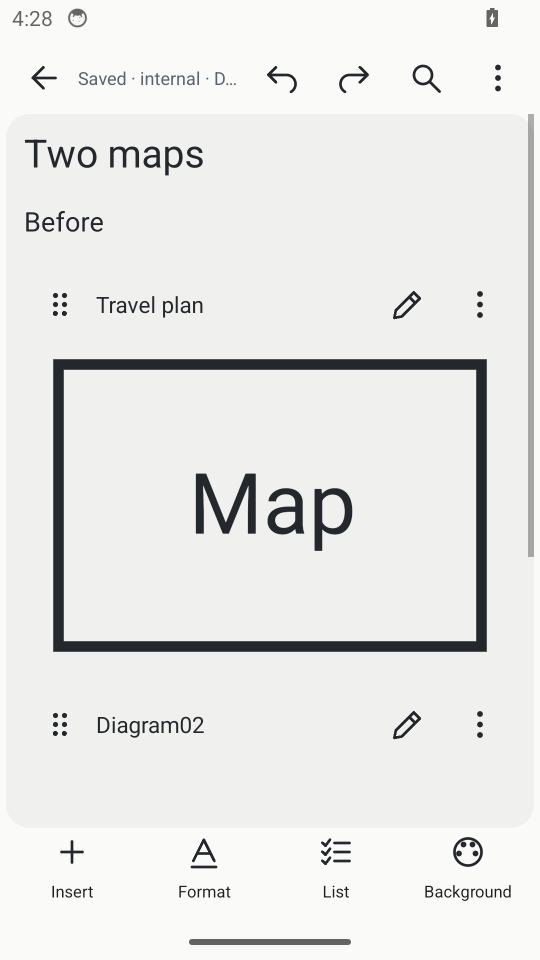 4:28
Saved · internal · D…
Two maps
Before
Travel plan
Map
Diagram02
Insert
Format
List
Background